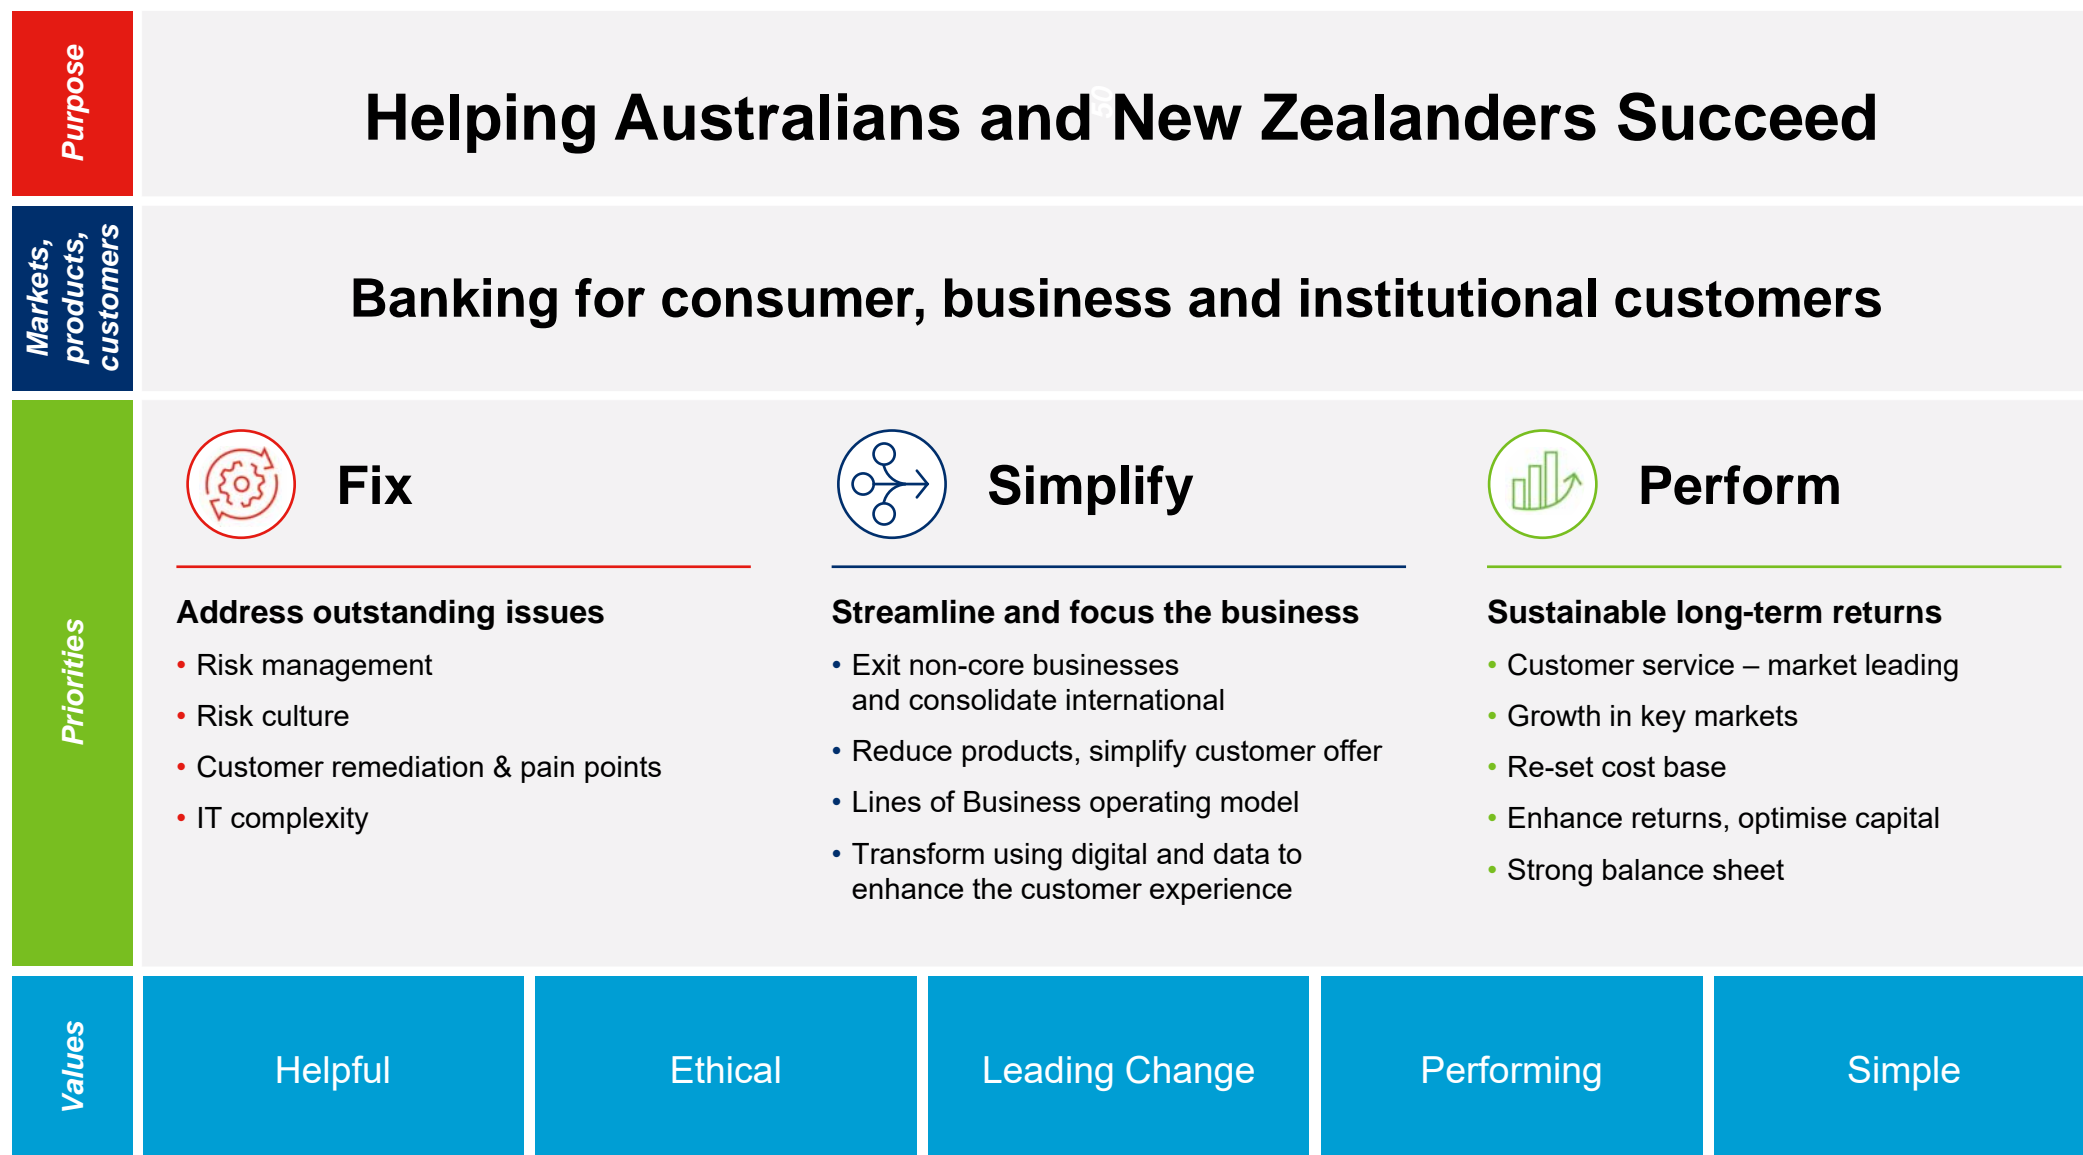 Purpose
Helping Australians and New Zealanders Succeed
50
Markets,
products,
customers
Banking for consumer, business and institutional customers
Priorities
Fix
Address outstanding issues
• Risk management
• Risk culture
• Customer remediation & pain points
• IT complexity
Simplify
Streamline and focus the business
• Exit non-core businesses
and consolidate international
• Reduce products, simplify customer offer
• Lines of Business operating model
• Transform using digital and data to
enhance the customer experience
Perform
Sustainable long-term returns
• Customer service – market leading
• Growth in key markets
• Re-set cost base
• Enhance returns, optimise capital
• Strong balance sheet
Values
Helpful
Ethical
Leading Change
Performing
Simple